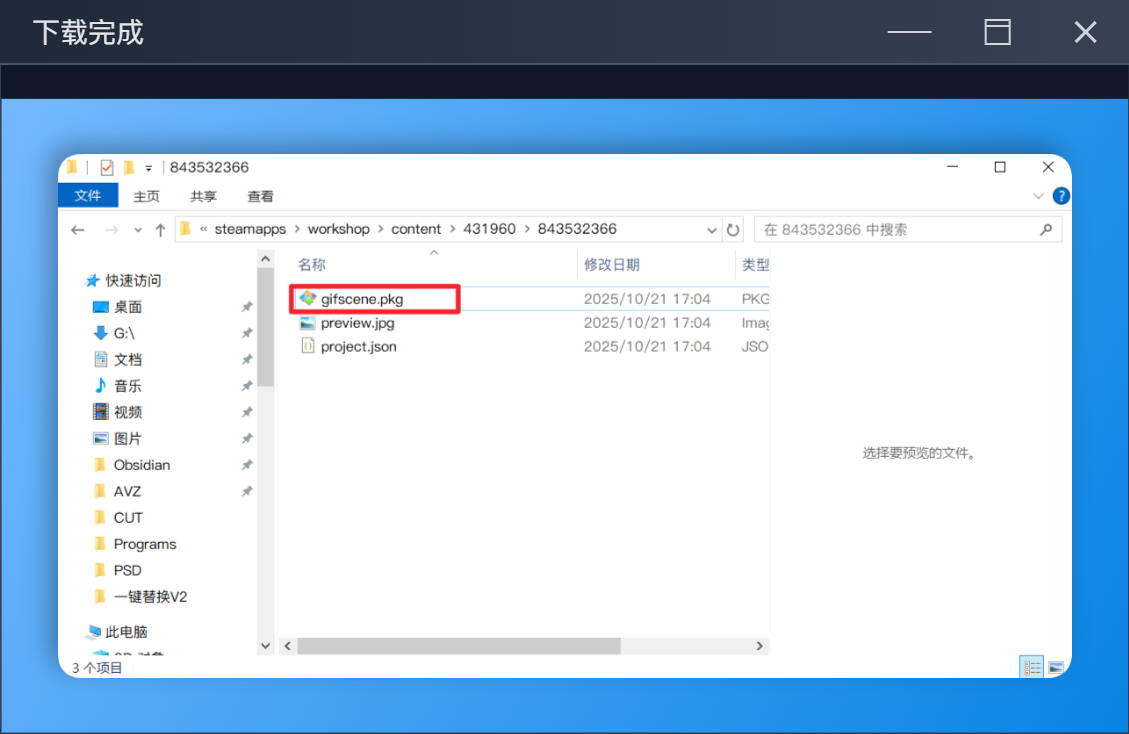 下载完成
843532366
文件 主页 共享 查看
« steamapps > workshop > content > 431960 > 843532366
在 843532366 中搜索
名称 修改日期 类型
gifscene.pkg 2025/10/21 17:04 PKG
preview.jpg 2025/10/21 17:04 Imag
project.json 2025/10/21 17:04 JSO
快速访问
桌面
G:\
文档
音乐
视频
图片
Obsidian
AVZ
CUT
Programs
PSD
一键替换V2
此电脑
选择要预览的文件。
3 个项目